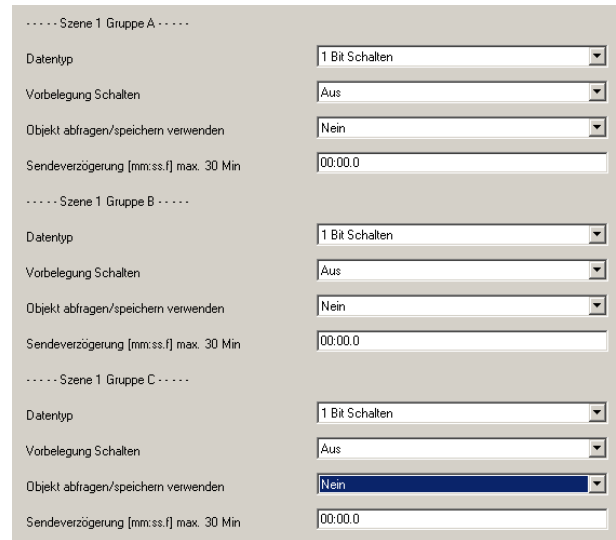 - - - - - Szene 1 Gruppe A - - - - -
Datentyp 1 Bit Schalten
Vorbelegung Schalten Aus
Objekt abfragen/speichern verwenden Nein
Sendeverzögerung [mm:ss.f] max. 30 Min 00:00.0
- - - - - Szene 1 Gruppe B - - - - -
Datentyp 1 Bit Schalten
Vorbelegung Schalten Aus
Objekt abfragen/speichern verwenden Nein
Sendeverzögerung [mm:ss.f] max. 30 Min 00:00.0
- - - - - Szene 1 Gruppe C - - - - -
Datentyp 1 Bit Schalten
Vorbelegung Schalten Aus
Objekt abfragen/speichern verwenden Nein
Sendeverzögerung [mm:ss.f] max. 30 Min 00:00.0